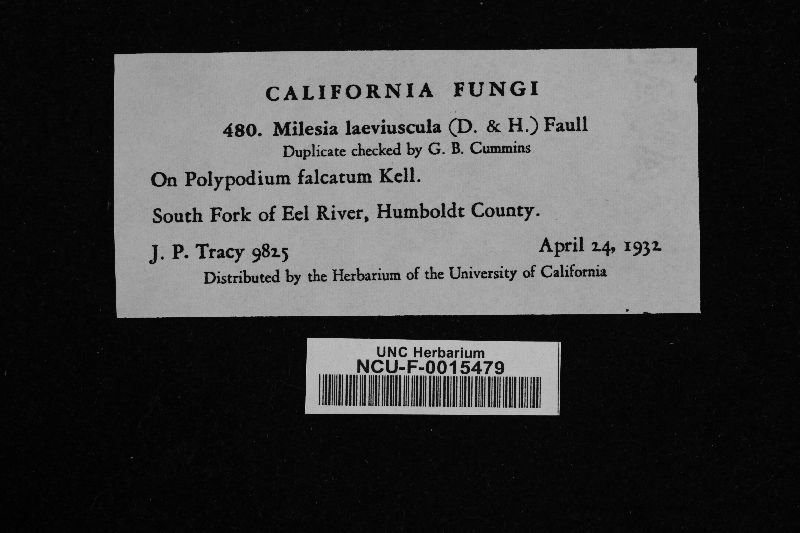 CALIFORNIA FUNGI
480. Milesia laeviuscula (D. & H.) Faull
Duplicate checked by G. B. Cummins
On Polypodium falcatum Kell.
South Fork of Eel River, Humboldt County.
J. P. Tracy 9825 April 24, 1932
Distributed by the Herbarium of the University of California
UNC Herbarium
NCU-F-0015479